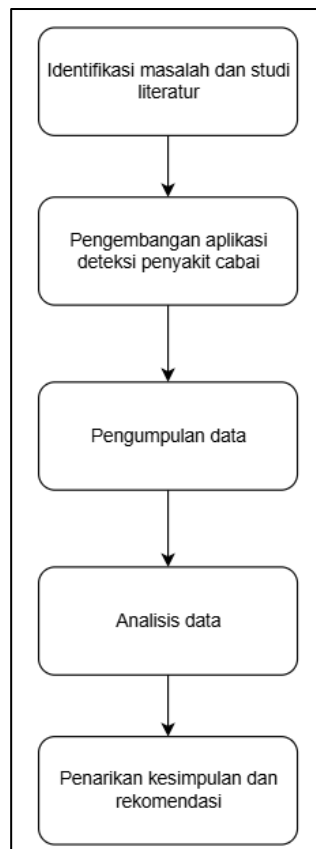 Identifikasi masalah dan studi
literatur
Pengembangan aplikasi
deteksi penyakit cabai
Pengumpulan data
Analisis data
Penarikan kesimpulan dan
rekomendasi